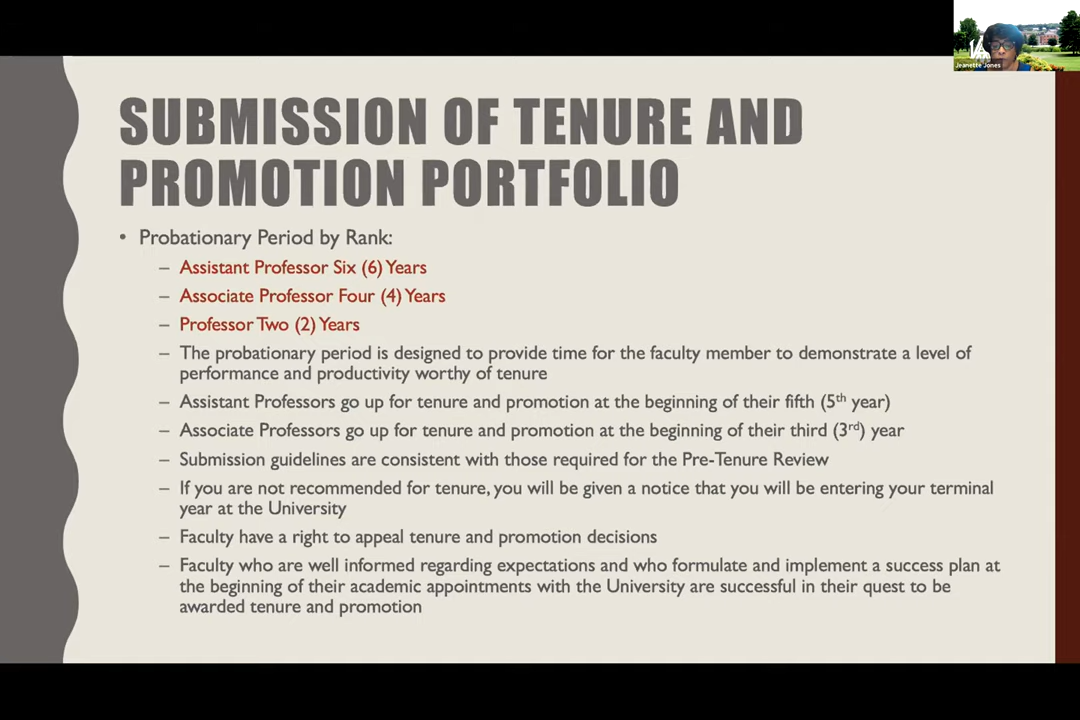 Jeanette Jones
SUBMISSION OF TENURE AND
PROMOTION PORTFOLIO
• Probationary Period by Rank:
– Assistant Professor Six (6) Years
– Associate Professor Four (4) Years
– Professor Two (2) Years
– The probationary period is designed to provide time for the faculty member to demonstrate a level of
performance and productivity worthy of tenure
– Assistant Professors go up for tenure and promotion at the beginning of their fifth (5th year)
– Associate Professors go up for tenure and promotion at the beginning of their third (3rd) year
– Submission guidelines are consistent with those required for the Pre-Tenure Review
– If you are not recommended for tenure, you will be given a notice that you will be entering your terminal
year at the University
– Faculty have a right to appeal tenure and promotion decisions
– Faculty who are well informed regarding expectations and who formulate and implement a success plan at
the beginning of their academic appointments with the University are successful in their quest to be
awarded tenure and promotion